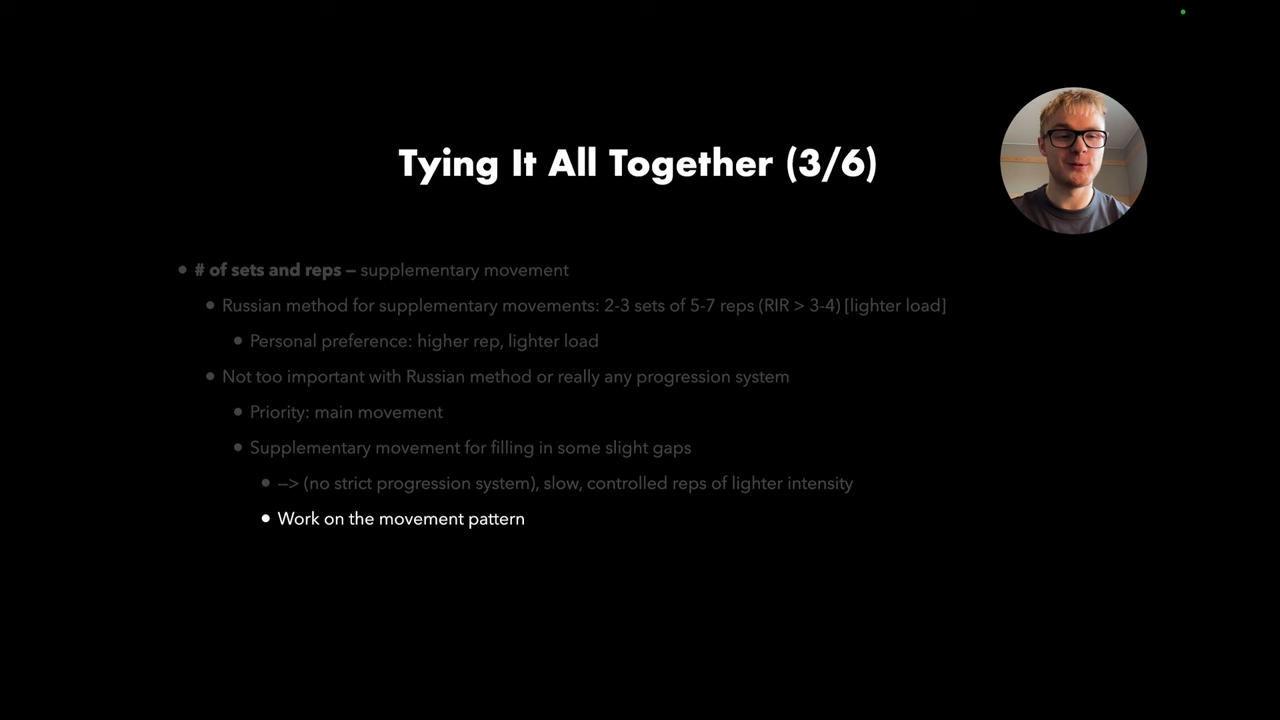 Tying It All Together (3/6)
• # of sets and reps – supplementary movement
• Russian method for supplementary movements: 2-3 sets of 5-7 reps (RIR > 3-4) [lighter load]
• Personal preference: higher rep, lighter load
• Not too important with Russian method or really any progression system
• Priority: main movement
• Supplementary movement for filling in some slight gaps
• —> (no strict progression system), slow, controlled reps of lighter intensity
• Work on the movement pattern